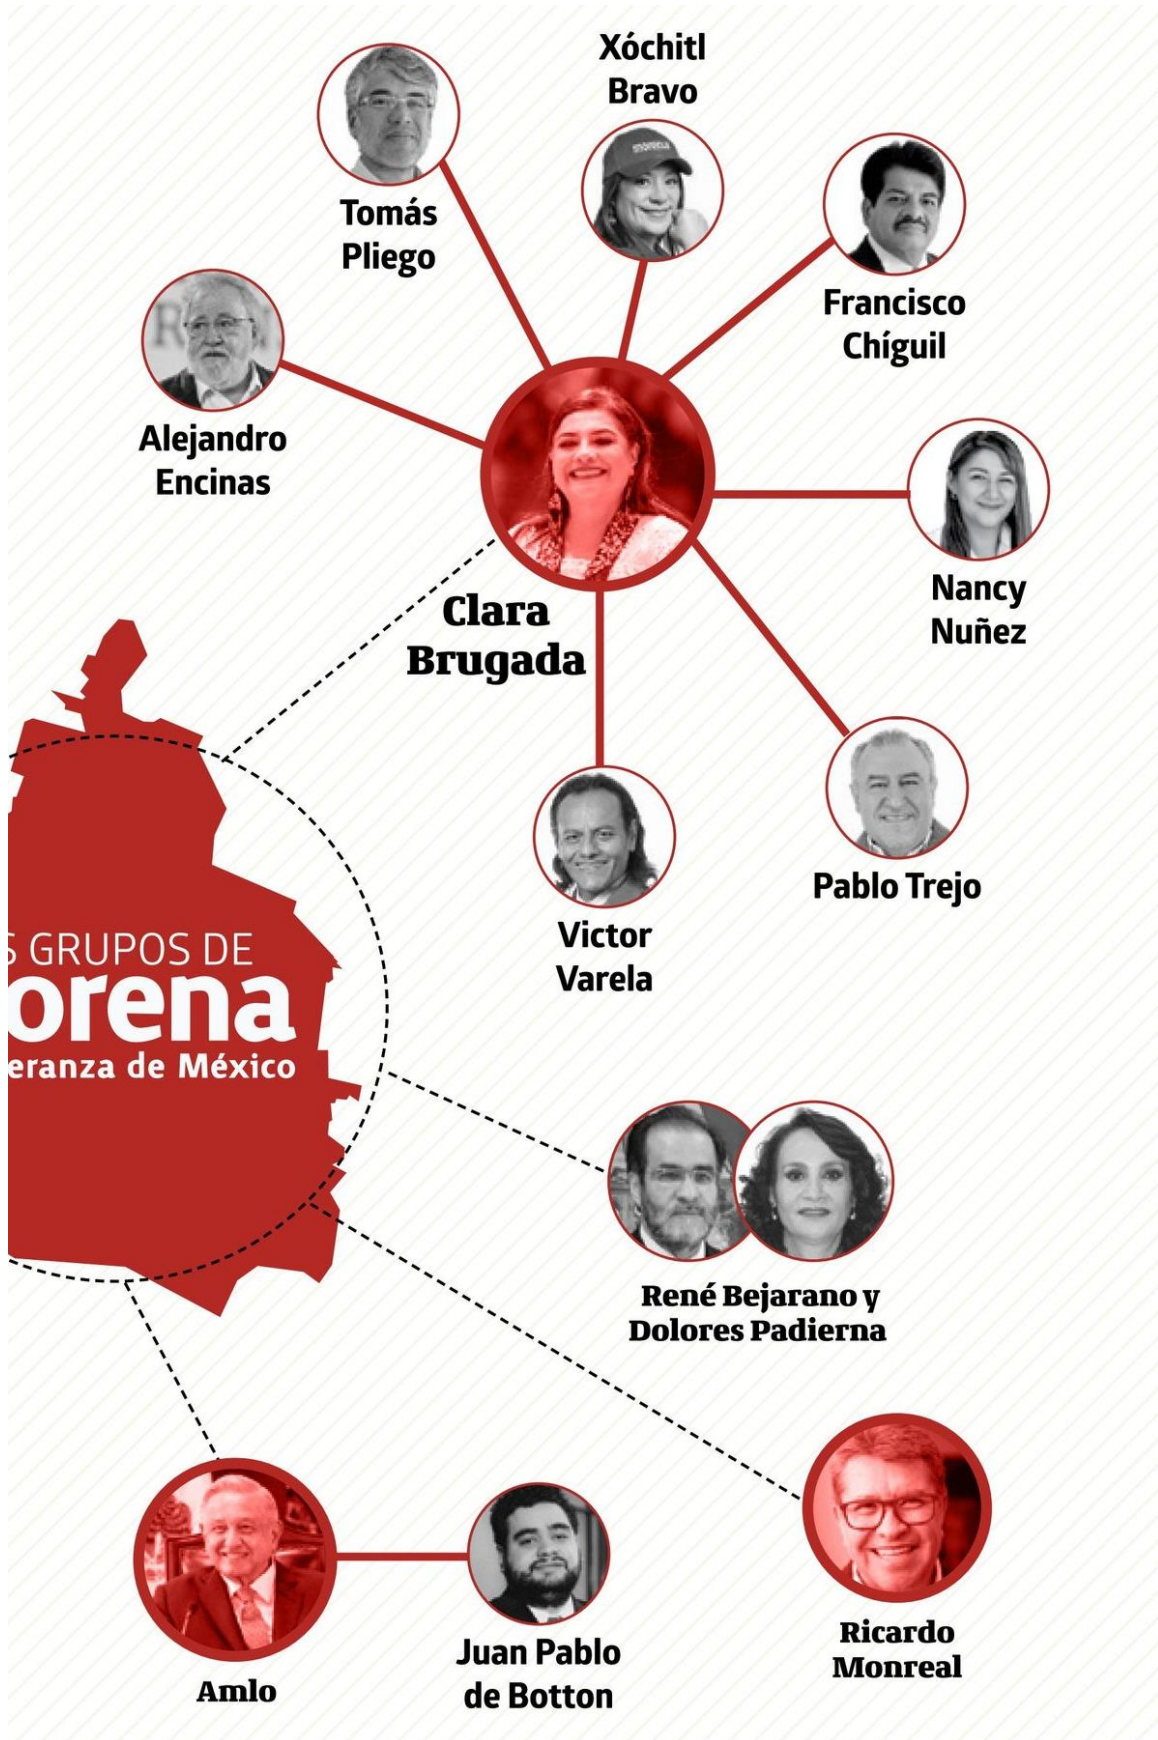 Xóchitl
Bravo
Tomás
Pliego
Francisco
Chíguil
Alejandro
Encinas
Nancy
Nuñez
Clara
Brugada
Pablo Trejo
Victor
Varela
S GRUPOS DE
orena
eranza de México
René Bejarano y
Dolores Padierna
Ricardo
Monreal
Juan Pablo
de Botton
Amlo